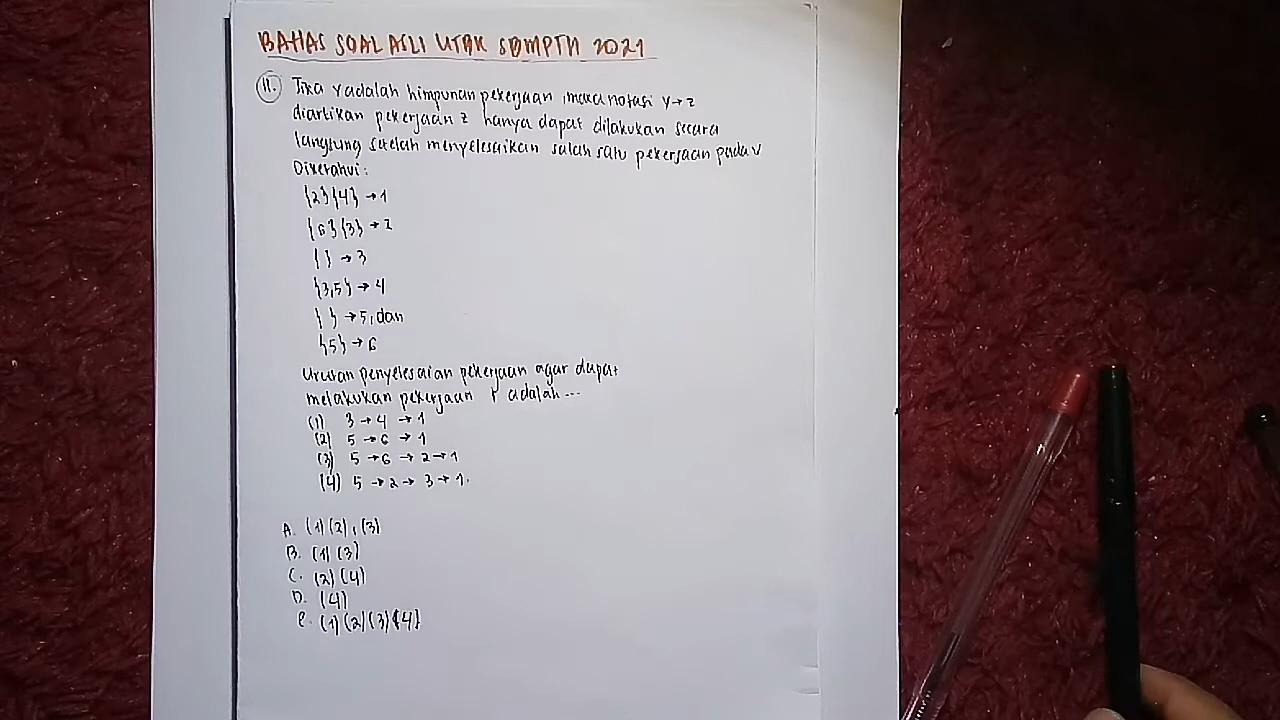 BAHAS SOAL ASLI UTBK SBMPTN 2021
11. Jika Y adalah himpunan pekerjaan, maka notasi Y → Z
diartikan pekerjaan Z hanya dapat dilakukan secara
langsung setelah menyelesaikan salah satu pekerjaan pada Y
Diketahui:
{2}{4} → 1
{6}{3} → 2
{ } → 3
{3,5} → 4
{ } → 5, dan
{5} → 6
Urutan penyelesaian pekerjaan agar dapat
melakukan pekerjaan 1 adalah ...
(1) 3 → 4 → 1
(2) 5 → 6 → 1
(3) 5 → 6 → 2 → 1
(4) 5 → 2 → 3 → 1.
A. (1) (2), (3)
B. (1) (3)
C. (2) (4)
D. (4)
E. (1) (2) (3) (4)